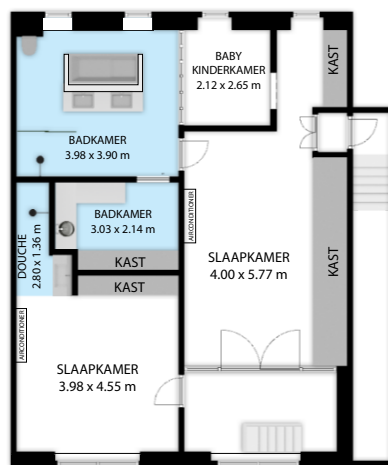 BABY
KINDERKAMER
2.12 x 2.65 m
KAST
BADKAMER
3.98 x 3.90 m
BADKAMER
3.03 x 2.14 m
DOUCHE
2.80 x 1.36 m
AIRCONDITIONER
SLAAPKAMER
4.00 x 5.77 m
KAST
KAST
KAST
AIRCONDITIONER
SLAAPKAMER
3.98 x 4.55 m